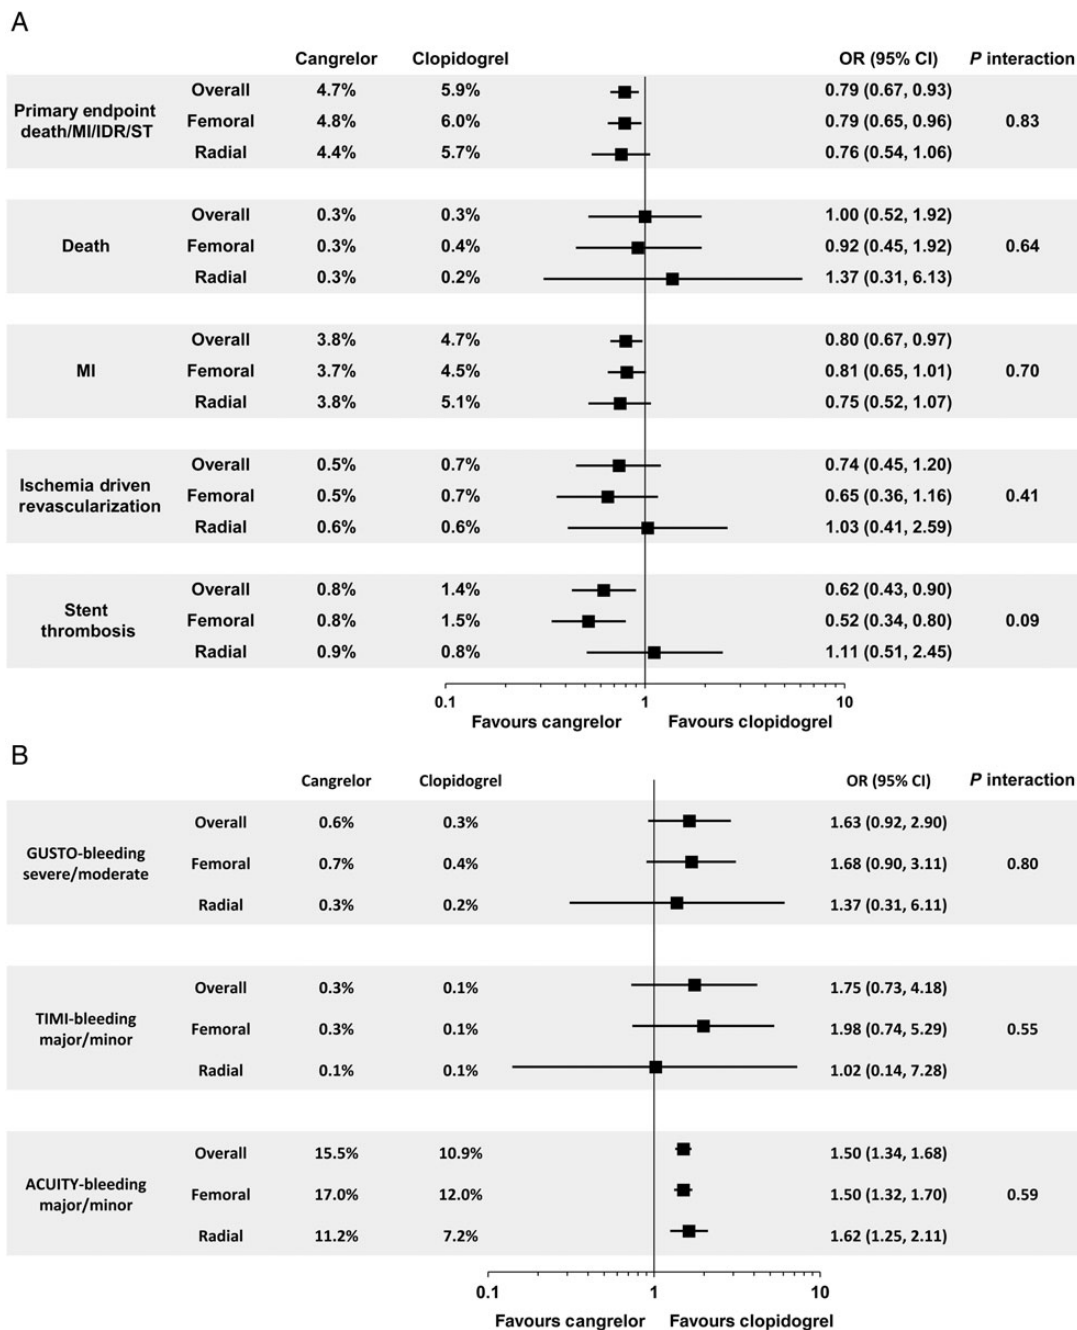 A
Cangrelor Clopidogrel OR (95% CI) P interaction
Primary endpoint
death/MI/IDR/ST
Overall 4.7% 5.9% 0.79 (0.67, 0.93)
Femoral 4.8% 6.0% 0.79 (0.65, 0.96) 0.83
Radial 4.4% 5.7% 0.76 (0.54, 1.06)
Death
Overall 0.3% 0.3% 1.00 (0.52, 1.92)
Femoral 0.3% 0.4% 0.92 (0.45, 1.92) 0.64
Radial 0.3% 0.2% 1.37 (0.31, 6.13)
MI
Overall 3.8% 4.7% 0.80 (0.67, 0.97)
Femoral 3.7% 4.5% 0.81 (0.65, 1.01) 0.70
Radial 3.8% 5.1% 0.75 (0.52, 1.07)
Ischemia driven
revascularization
Overall 0.5% 0.7% 0.74 (0.45, 1.20)
Femoral 0.5% 0.7% 0.65 (0.36, 1.16) 0.41
Radial 0.6% 0.6% 1.03 (0.41, 2.59)
Stent
thrombosis
Overall 0.8% 1.4% 0.62 (0.43, 0.90)
Femoral 0.8% 1.5% 0.52 (0.34, 0.80) 0.09
Radial 0.9% 0.8% 1.11 (0.51, 2.45)
0.1 1 10
Favours cangrelor Favours clopidogrel
B
Cangrelor Clopidogrel OR (95% CI) P interaction
GUSTO-bleeding
severe/moderate
Overall 0.6% 0.3% 1.63 (0.92, 2.90)
Femoral 0.7% 0.4% 1.68 (0.90, 3.11) 0.80
Radial 0.3% 0.2% 1.37 (0.31, 6.11)
TIMI-bleeding
major/minor
Overall 0.3% 0.1% 1.75 (0.73, 4.18)
Femoral 0.3% 0.1% 1.98 (0.74, 5.29) 0.55
Radial 0.1% 0.1% 1.02 (0.14, 7.28)
ACUITY-bleeding
major/minor
Overall 15.5% 10.9% 1.50 (1.34, 1.68)
Femoral 17.0% 12.0% 1.50 (1.32, 1.70) 0.59
Radial 11.2% 7.2% 1.62 (1.25, 2.11)
0.1 1 10
Favours cangrelor Favours clopidogrel